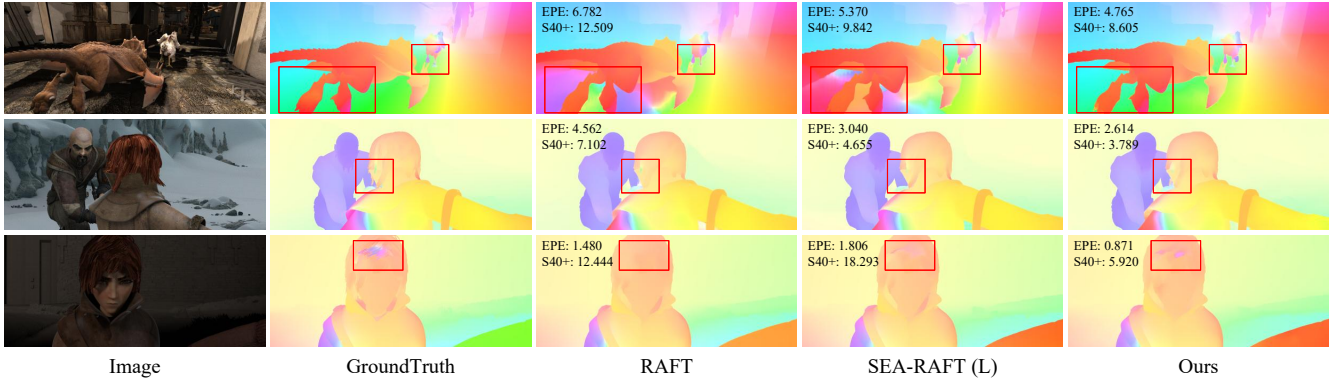 EPE: 6.782
S40+: 12.509
EPE: 5.370
S40+: 9.842
EPE: 4.765
S40+: 8.605
EPE: 4.562
S40+: 7.102
EPE: 3.040
S40+: 4.655
EPE: 2.614
S40+: 3.789
EPE: 1.480
S40+: 12.444
EPE: 1.806
S40+: 18.293
EPE: 0.871
S40+: 5.920
Image GroundTruth RAFT SEA-RAFT (L) Ours